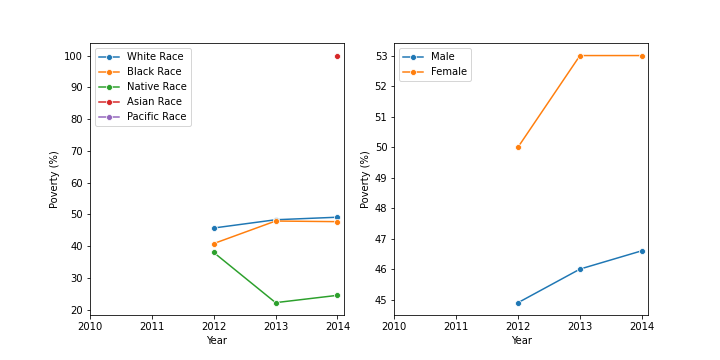 100
90
80
70
60
50
40
30
20
Poverty (%)
White Race
Black Race
Native Race
Asian Race
Pacific Race
2010 2011 2012 2013 2014
Year
53
52
51
50
49
48
47
46
45
Poverty (%)
Male
Female
2010 2011 2012 2013 2014
Year